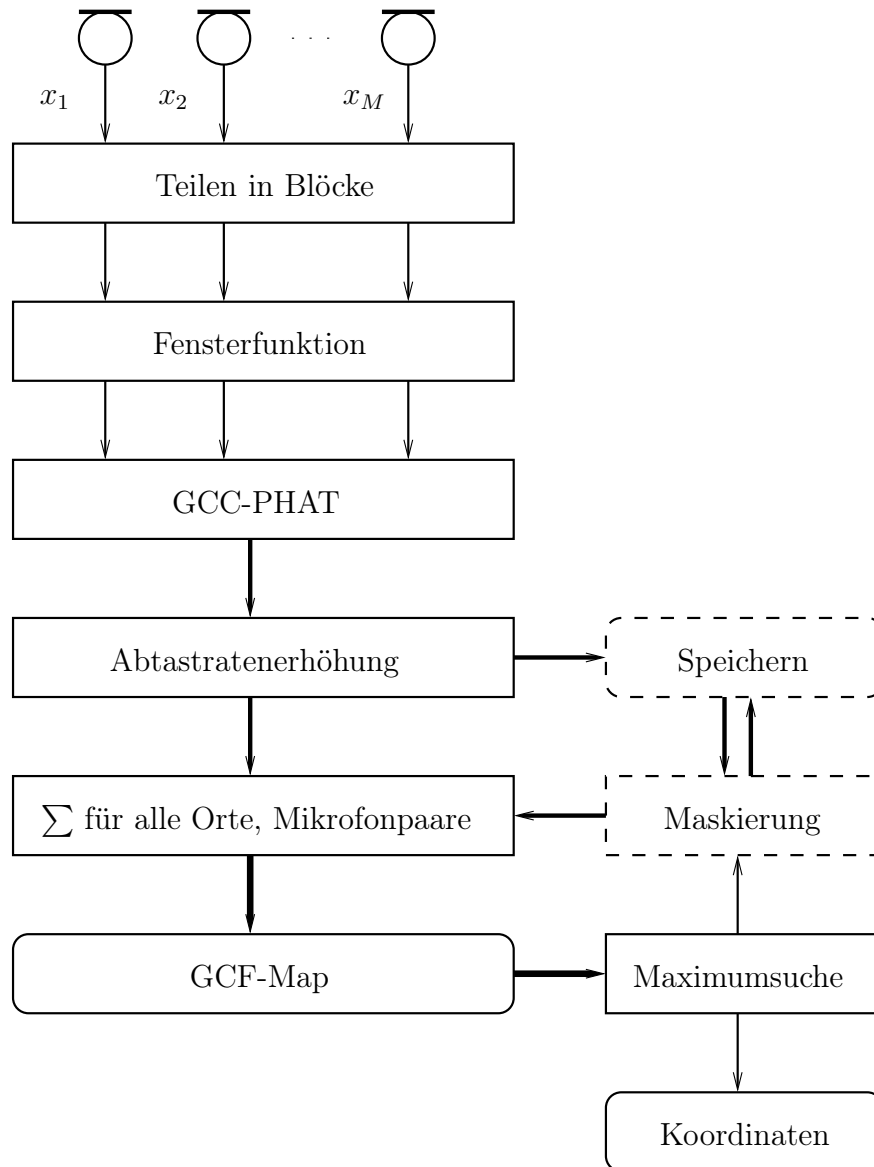 . . .
x₁ x₂ x_M
Teilen in Blöcke
Fensterfunktion
GCC-PHAT
Abtastratenerhöhung
Speichern
∑ für alle Orte, Mikrofonpaare
Maskierung
GCF-Map
Maximumsuche
Koordinaten